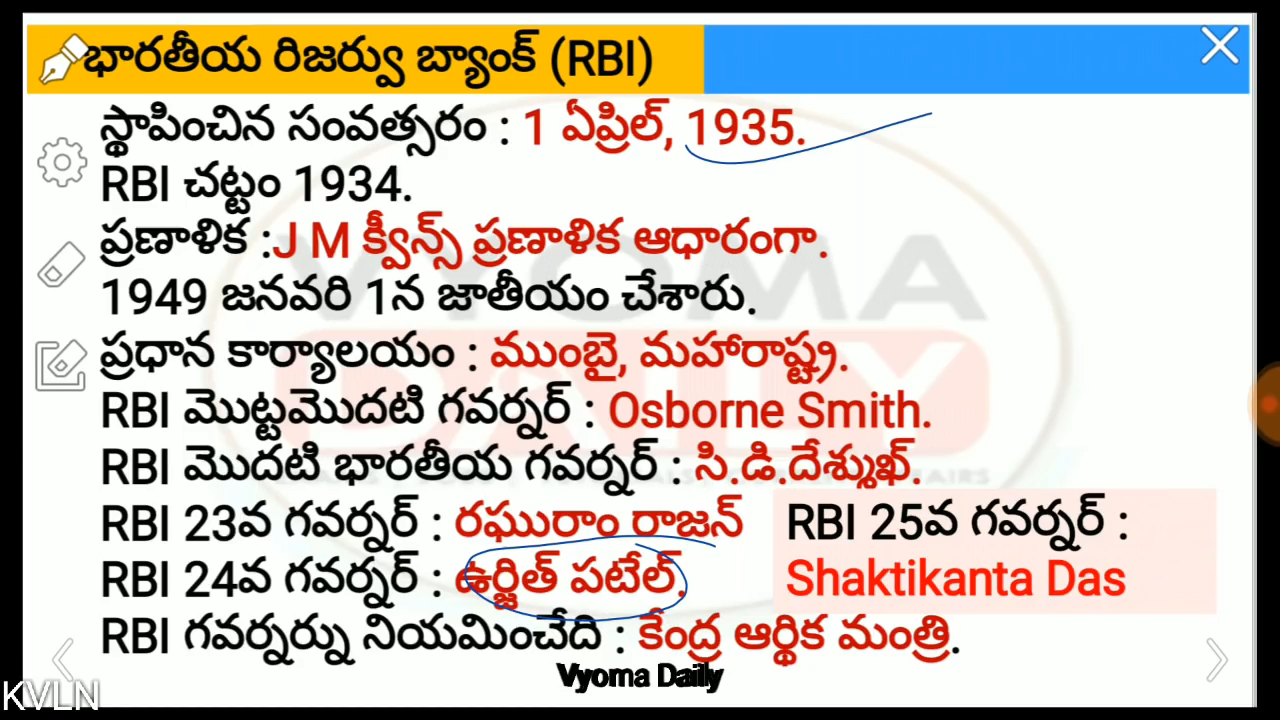 భారతీయ రిజర్వు బ్యాంక్ (RBI)
స్థాపించిన సంవత్సరం : 1 ఏప్రిల్, 1935.
RBI చట్టం 1934.
ప్రణాళిక :J M క్వీన్స్ ప్రణాళిక ఆధారంగా.
1949 జనవరి 1న జాతీయం చేశారు.
ప్రధాన కార్యాలయం : ముంబై, మహారాష్ట్ర.
RBI మొట్టమొదటి గవర్నర్ : Osborne Smith.
RBI మొదటి భారతీయ గవర్నర్ : సి.డి.దేశ్ముఖ్.
RBI 23వ గవర్నర్ : రఘురాం రాజన్
RBI 24వ గవర్నర్ : ఉర్జిత్ పటేల్.
RBI 25వ గవర్నర్ :
Shaktikanta Das
RBI గవర్నర్ను నియమించేది : కేంద్ర ఆర్థిక మంత్రి.
Vyoma Daily
KVLN
VYOMA
DAILY